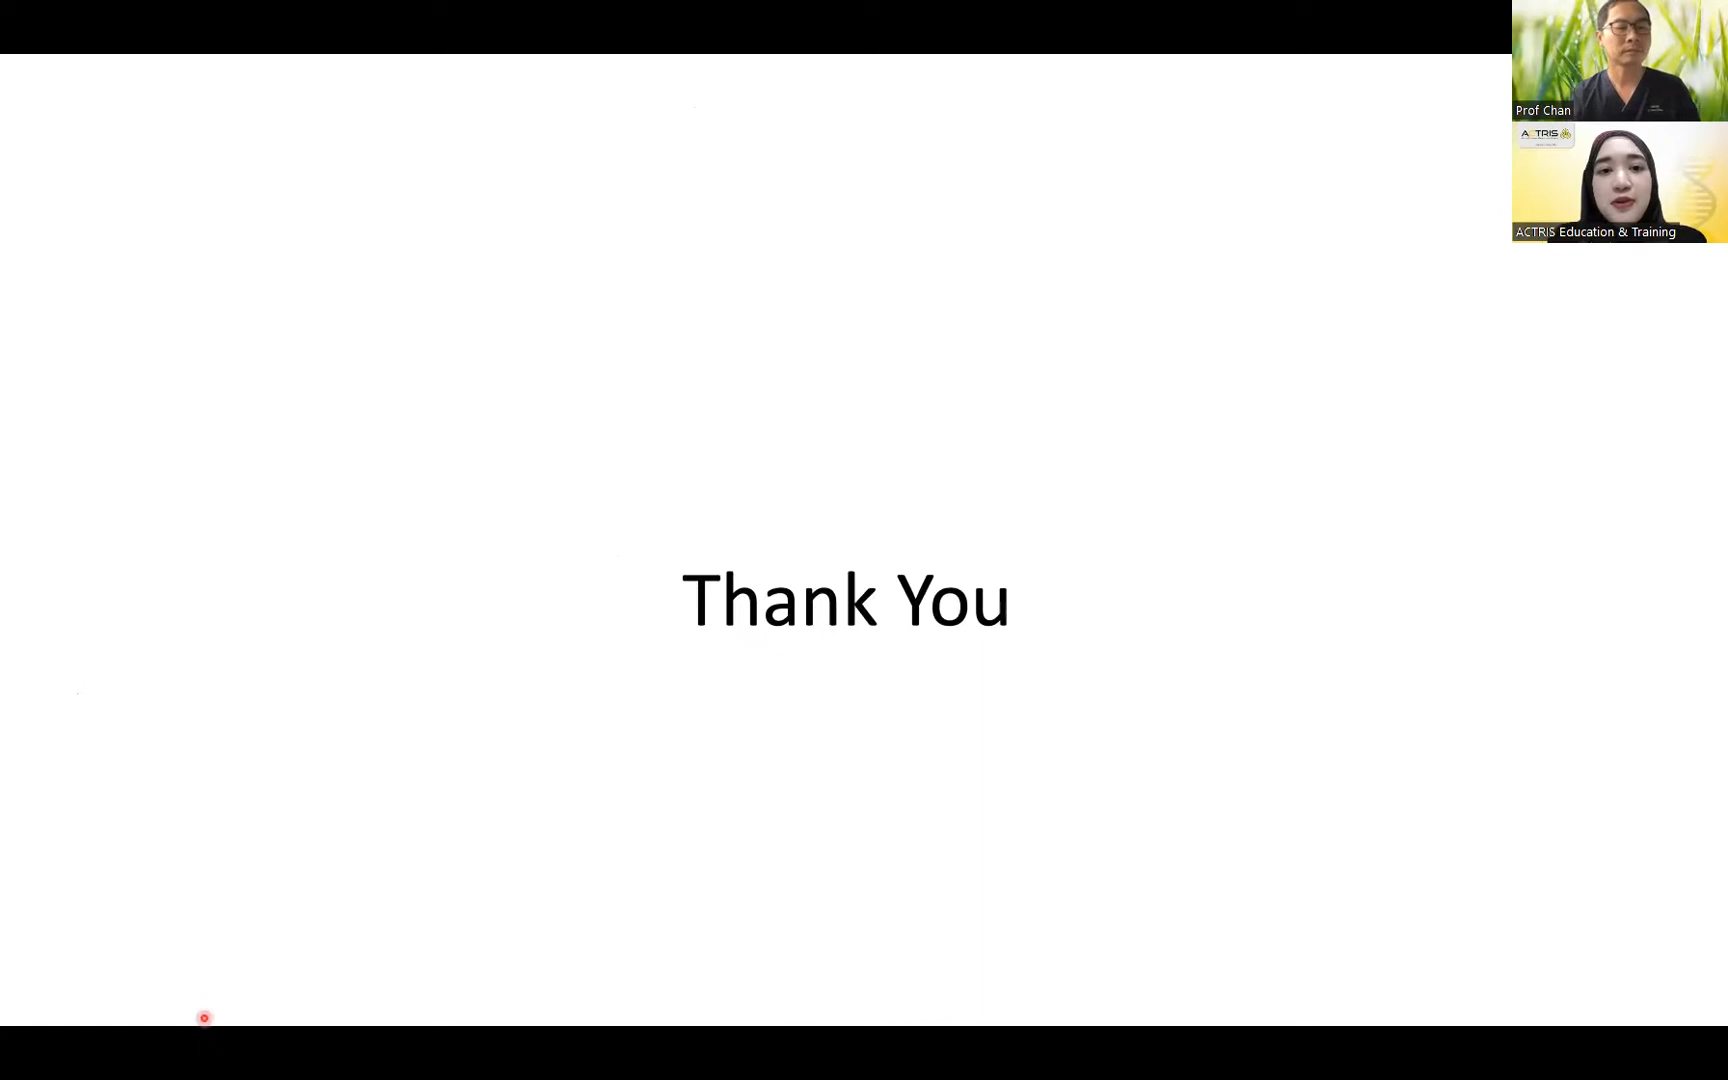 Prof Chan
ACTRIS
ACTRIS Education & Training
Thank You